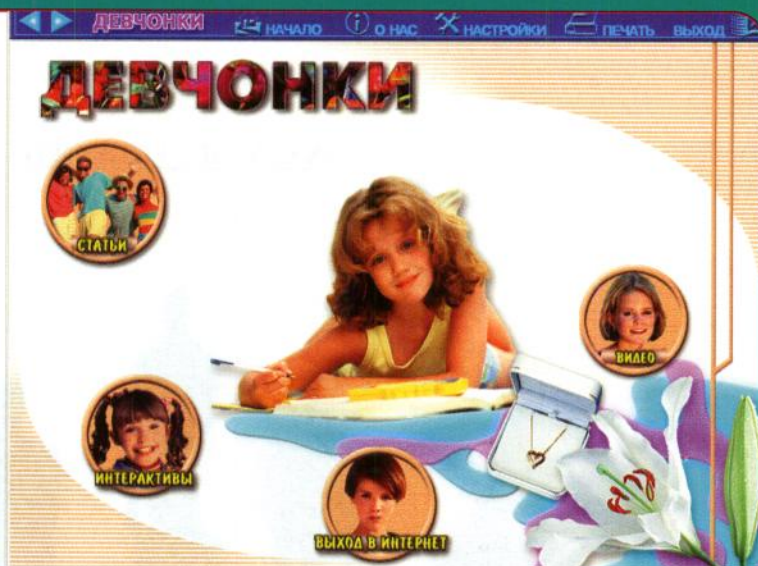 ДЕВЧОНКИ НАЧАЛО О НАС НАСТРОЙКИ ПЕЧАТЬ ВЫХОД
ДЕВЧОНКИ
СТАТЬИ
ВИДЕО
ИНТЕРАКТИВЫ
ВЫХОД В ИНТЕРНЕТ